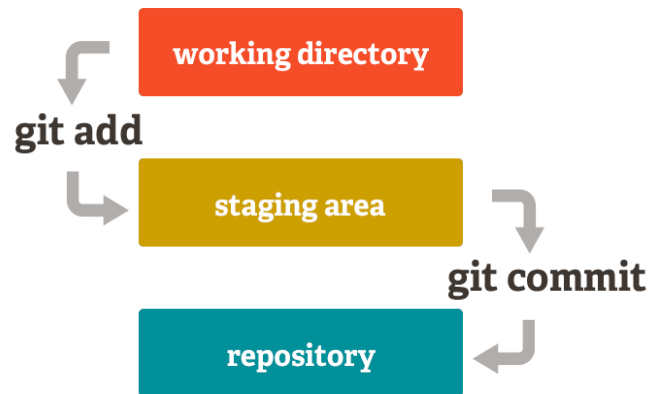 working directory
git add
staging area
git commit
repository